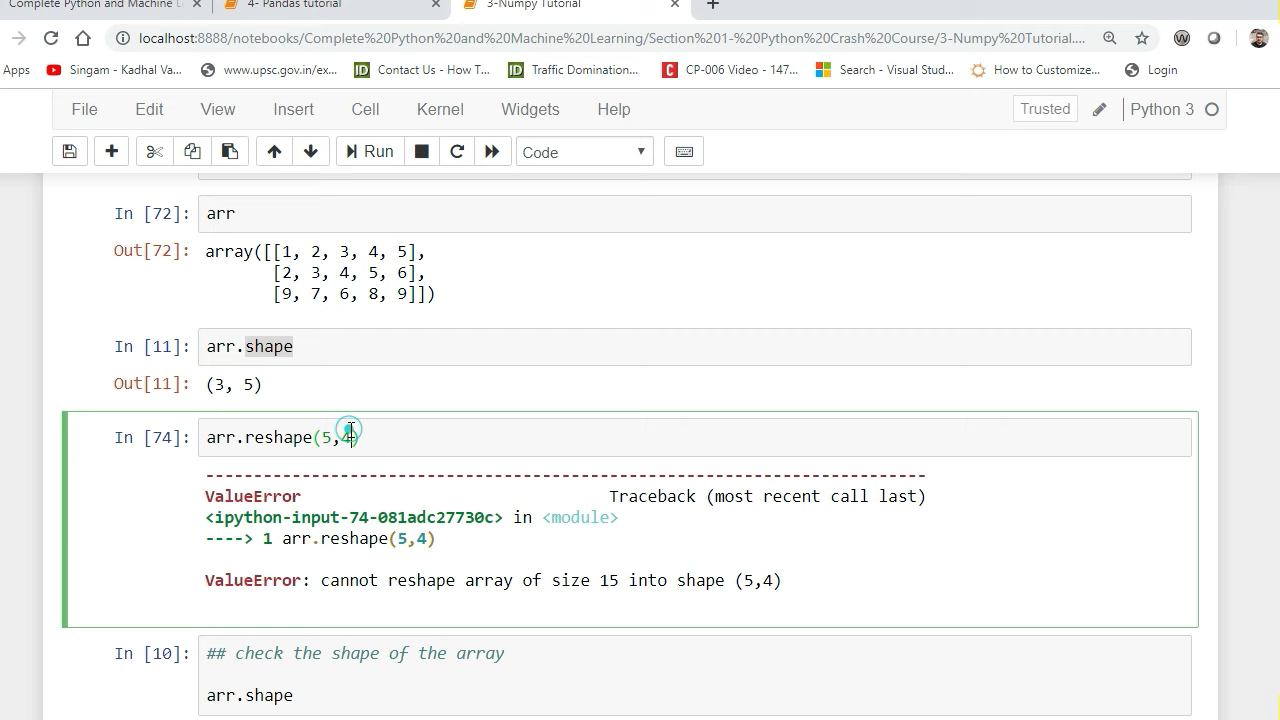 Complete Python and Machine L
4- Pandas tutorial
3-Numpy Tutorial
localhost:8888/notebooks/Complete%20Python%20and%20Machine%20Learning/Section%201-%20Python%20Crash%20Course/3-Numpy%20Tutorial....
Apps Singam - Kadhal Va... www.upsc.gov.in/ex... Contact Us - How T... Traffic Domination... CP-006 Video - 147... Search - Visual Stud... How to Customize... Login
File Edit View Insert Cell Kernel Widgets Help Trusted Python 3
Run Code
In [72]: arr
Out[72]: array([[1, 2, 3, 4, 5],
[2, 3, 4, 5, 6],
[9, 7, 6, 8, 9]])
In [11]: arr.shape
Out[11]: (3, 5)
In [74]: arr.reshape(5,4)
---------------------------------------------------------------------------
ValueError Traceback (most recent call last)
<ipython-input-74-081adc27730c> in <module>
----> 1 arr.reshape(5,4)
ValueError: cannot reshape array of size 15 into shape (5,4)
In [10]: ## check the shape of the array
arr.shape